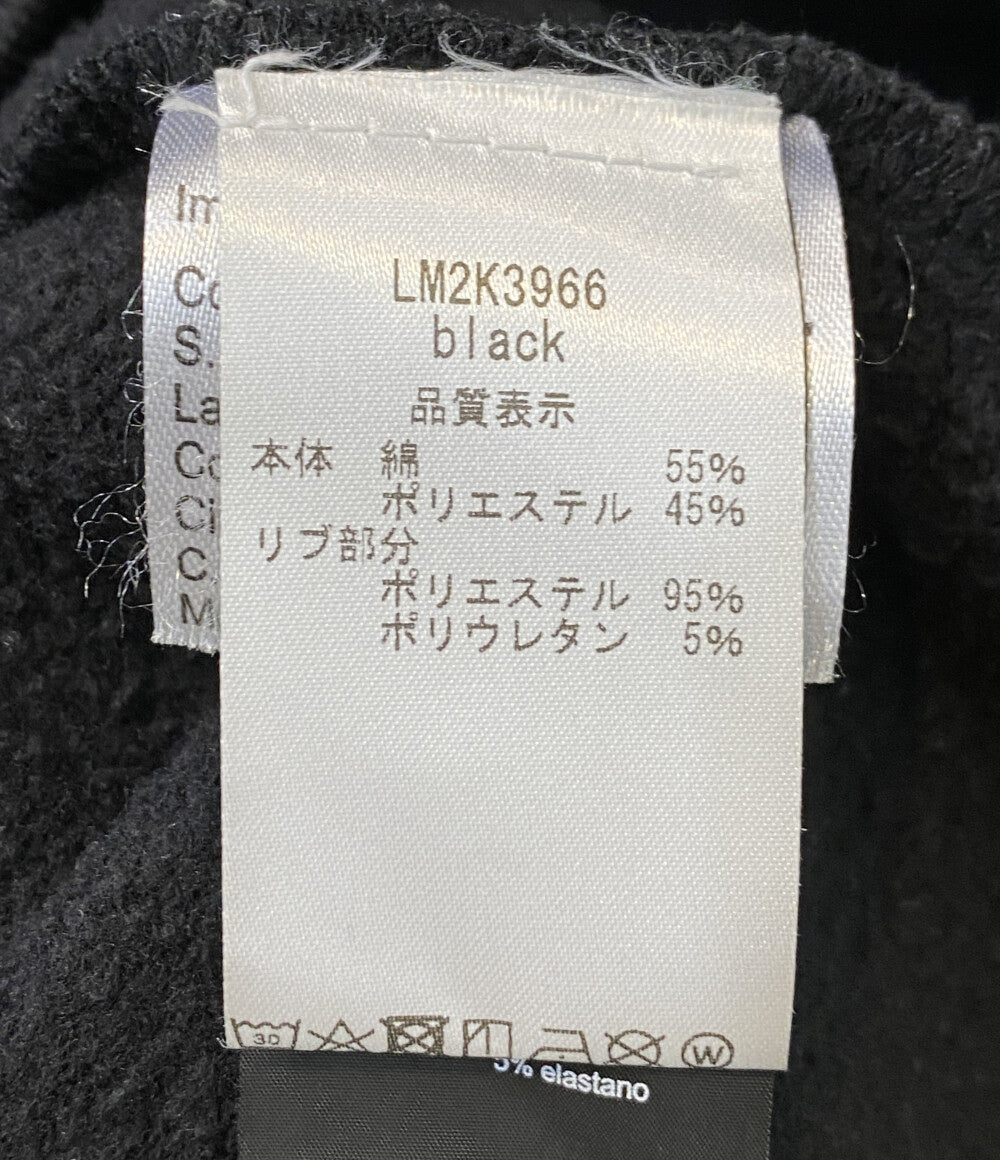 LM2K3966
black
品質表示
本体 綿 55%
ポリエステル 45%
リブ部分
ポリエステル 95%
ポリウレタン 5%
30
W
5% elastano
S.